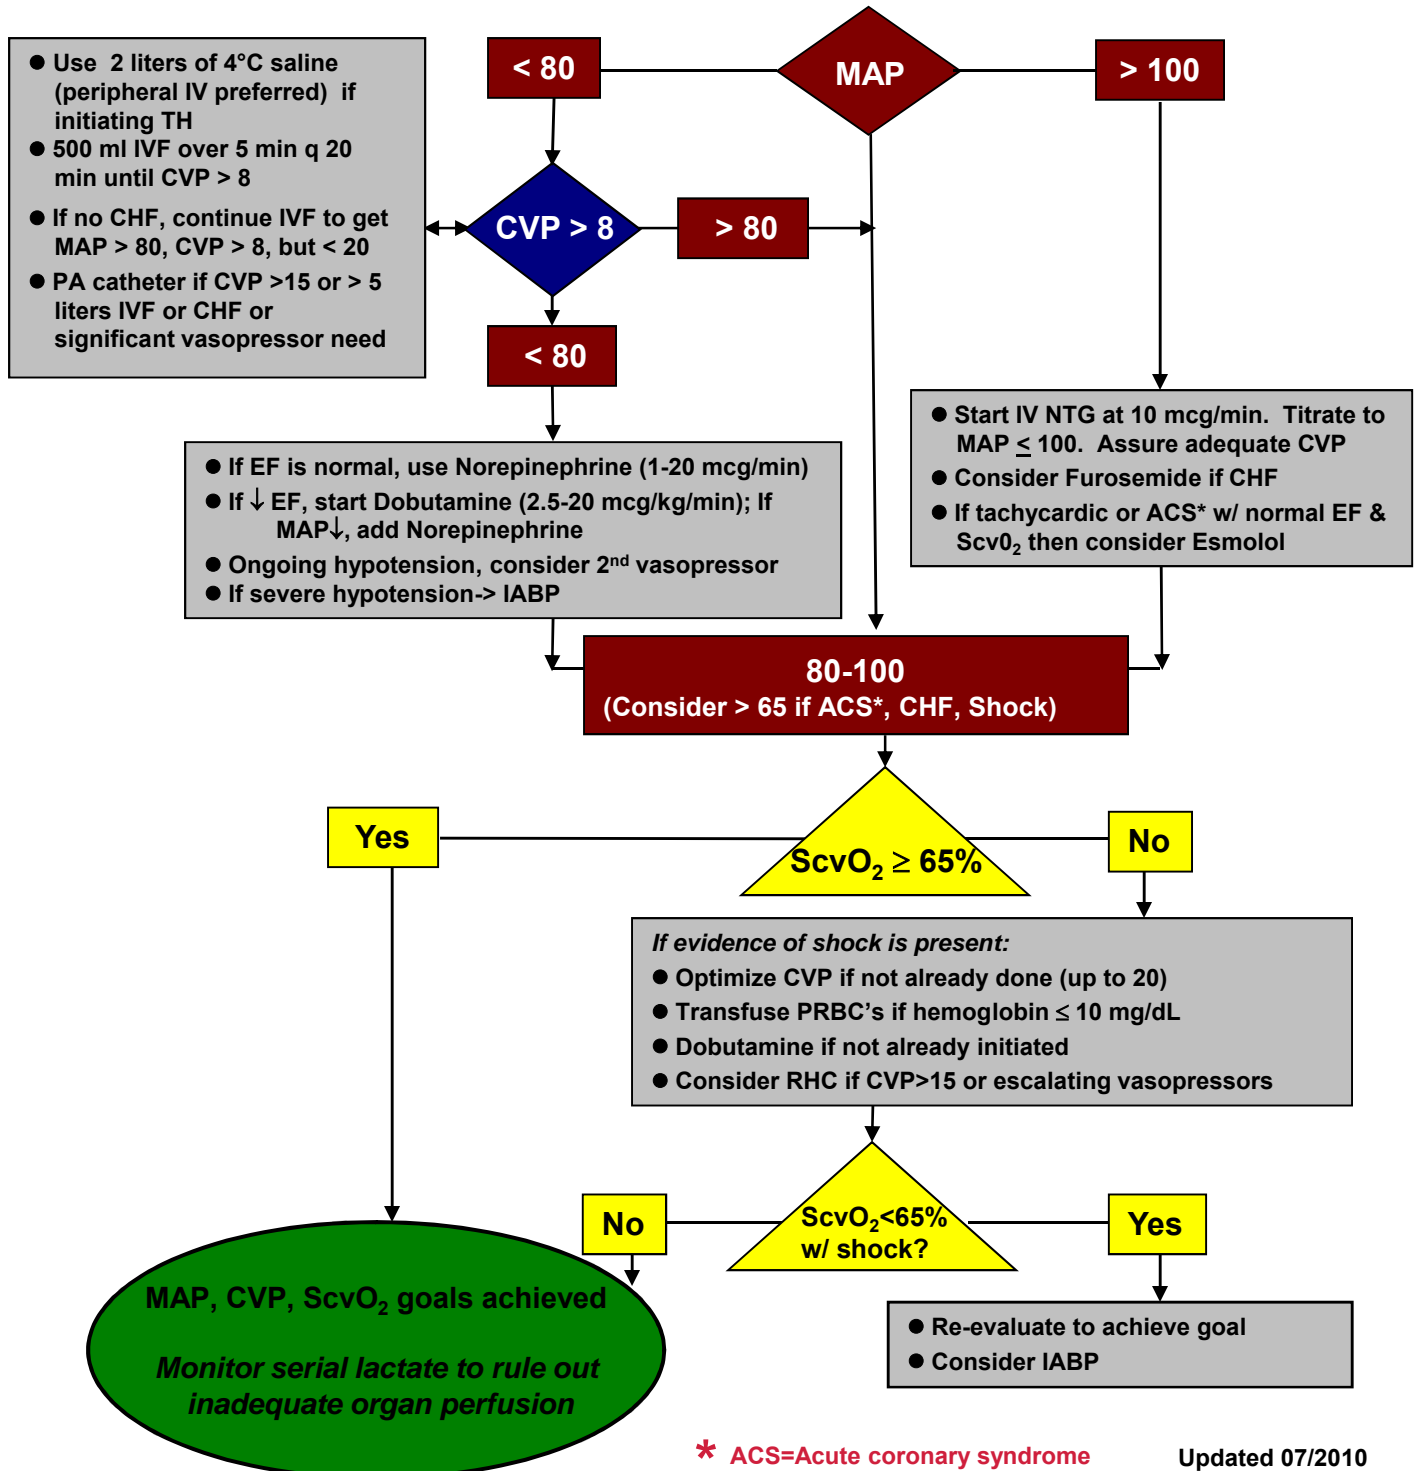 MAP
< 80
> 100
● Use 2 liters of 4°C saline
(peripheral IV preferred) if
initiating TH
● 500 ml IVF over 5 min q 20
min until CVP > 8
● If no CHF, continue IVF to get
MAP > 80, CVP > 8, but < 20
● PA catheter if CVP >15 or > 5
liters IVF or CHF or
significant vasopressor need
CVP > 8
> 80
< 80
● If EF is normal, use Norepinephrine (1-20 mcg/min)
● If ↓ EF, start Dobutamine (2.5-20 mcg/kg/min); If
MAP↓, add Norepinephrine
● Ongoing hypotension, consider 2nd vasopressor
● If severe hypotension-> IABP
● Start IV NTG at 10 mcg/min. Titrate to
MAP ≤ 100. Assure adequate CVP
● Consider Furosemide if CHF
● If tachycardic or ACS* w/ normal EF &
Scv0₂ then consider Esmolol
80-100
(Consider > 65 if ACS*, CHF, Shock)
Yes
ScvO₂ ≥ 65%
No
If evidence of shock is present:
● Optimize CVP if not already done (up to 20)
● Transfuse PRBC's if hemoglobin ≤ 10 mg/dL
● Dobutamine if not already initiated
● Consider RHC if CVP>15 or escalating vasopressors
No
ScvO₂<65%
w/ shock?
Yes
MAP, CVP, ScvO₂ goals achieved
Monitor serial lactate to rule out
inadequate organ perfusion
● Re-evaluate to achieve goal
● Consider IABP
* ACS=Acute coronary syndrome
Updated 07/2010